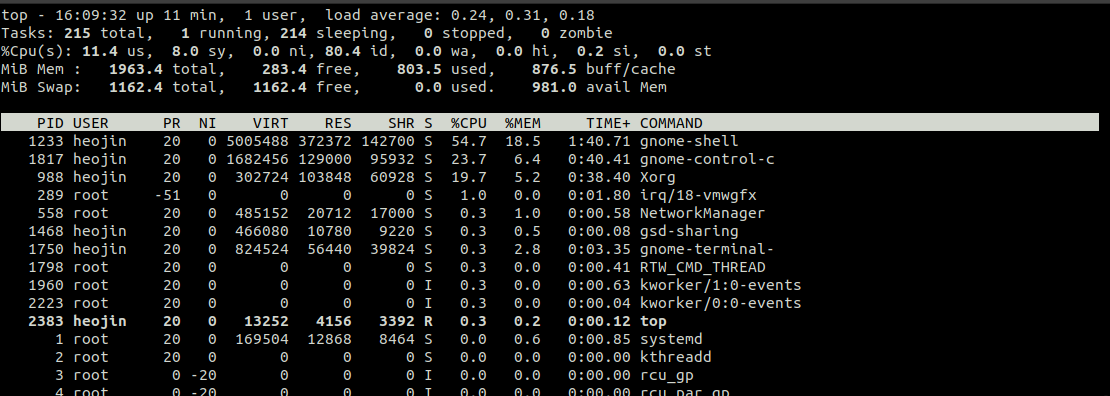 top - 16:09:32 up 11 min,  1 user,  load average: 0.24, 0.31, 0.18
Tasks: 215 total,   1 running, 214 sleeping,   0 stopped,   0 zombie
%Cpu(s): 11.4 us,  8.0 sy,  0.0 ni, 80.4 id,  0.0 wa,  0.0 hi,  0.2 si,  0.0 st
MiB Mem :   1963.4 total,    283.4 free,    803.5 used,    876.5 buff/cache
MiB Swap:   1162.4 total,   1162.4 free,      0.0 used.    981.0 avail Mem
PID USER      PR  NI    VIRT    RES    SHR S  %CPU  %MEM     TIME+ COMMAND
1233 heojin    20   0 5005488 372372 142700 S  54.7  18.5   1:40.71 gnome-shell
1817 heojin    20   0 1682456 129000  95932 S  23.7   6.4   0:40.41 gnome-control-c
988 heojin    20   0  302724 103848  60928 S  19.7   5.2   0:38.40 Xorg
289 root     -51   0       0      0      0 S   1.0   0.0   0:01.80 irq/18-vmwgfx
558 root      20   0  485152  20712  17000 S   0.3   1.0   0:00.58 NetworkManager
1468 heojin    20   0  466080  10780   9220 S   0.3   0.5   0:00.08 gsd-sharing
1750 heojin    20   0  824524  56440  39824 S   0.3   2.8   0:03.35 gnome-terminal-
1798 root      20   0       0      0      0 S   0.3   0.0   0:00.41 RTW_CMD_THREAD
1960 root      20   0       0      0      0 I   0.3   0.0   0:00.63 kworker/1:0-events
2223 root      20   0       0      0      0 I   0.3   0.0   0:00.04 kworker/0:0-events
2383 heojin    20   0   13252   4156   3392 R   0.3   0.2   0:00.12 top
1 root      20   0  169504  12868   8464 S   0.0   0.6   0:00.85 systemd
2 root      20   0       0      0      0 S   0.0   0.0   0:00.00 kthreadd
3 root       0 -20       0      0      0 I   0.0   0.0   0:00.00 rcu_gp
4 root       0 -20       0      0      0 I   0.0   0.0   0:00.00 rcu_par_gp